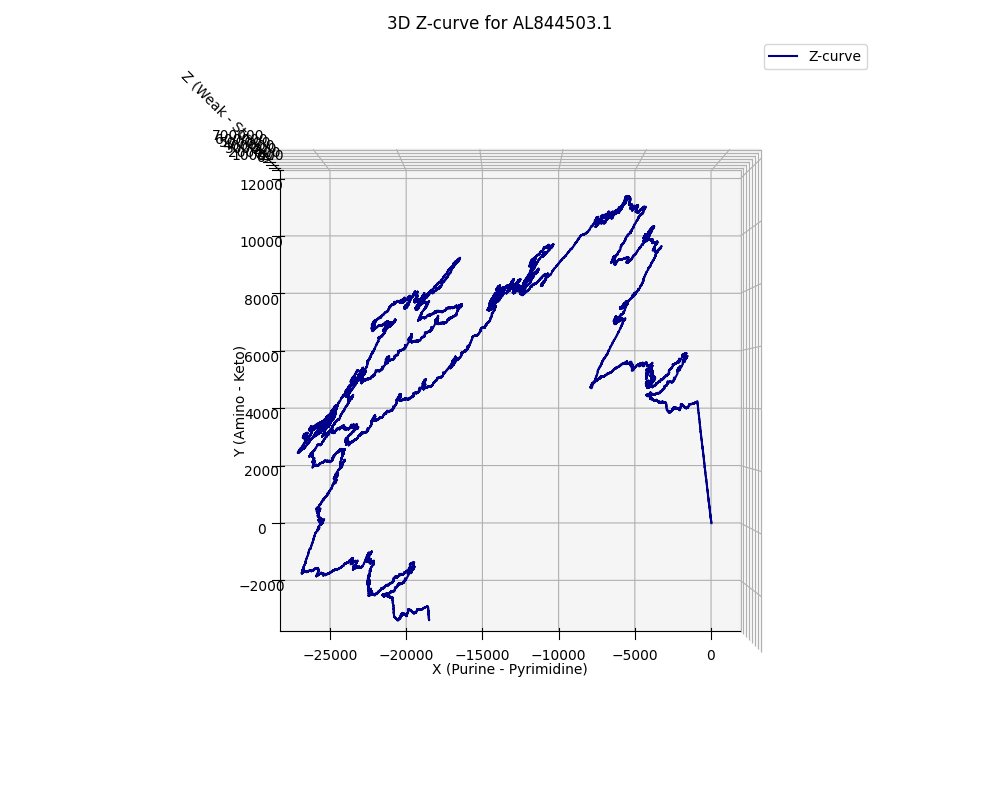 3D Z-curve for AL844503.1
Z-curve
Z (Weak -
12000
10000
8000
6000
4000
2000
0
−2000
Y (Amino - Keto)
−25000 −20000 −15000 −10000 −5000 0
X (Purine - Pyrimidine)